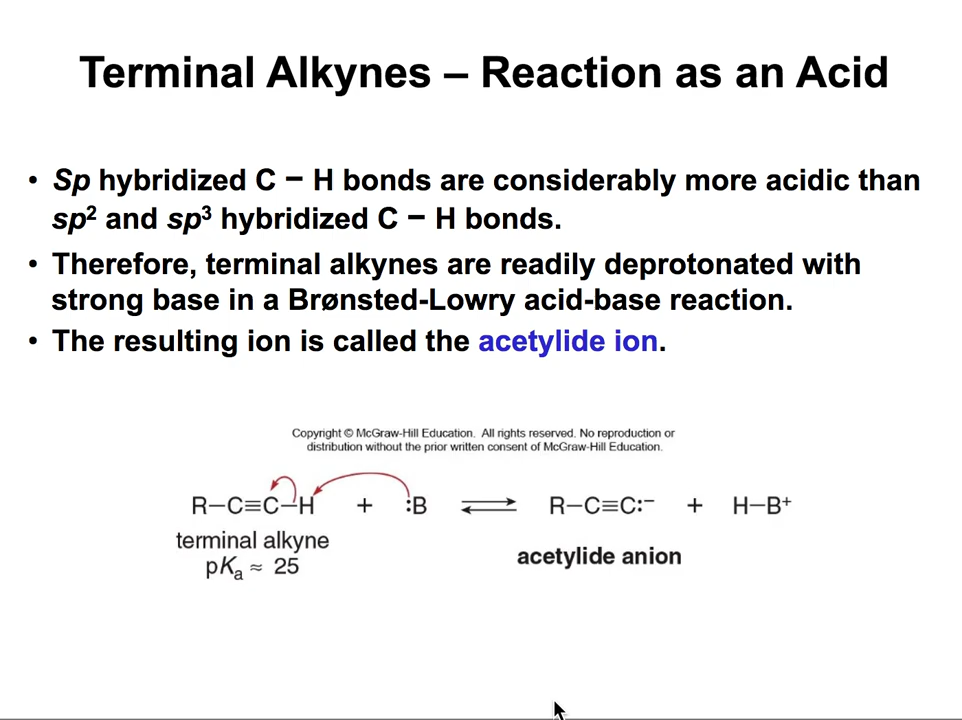 Terminal Alkynes – Reaction as an Acid
• Sp hybridized C − H bonds are considerably more acidic than
sp² and sp³ hybridized C − H bonds.
• Therefore, terminal alkynes are readily deprotonated with
strong base in a Brønsted-Lowry acid-base reaction.
• The resulting ion is called the acetylide ion.
Copyright © McGraw-Hill Education. All rights reserved. No reproduction or
distribution without the prior written consent of McGraw-Hill Education.
R−C≡C−H + :B ⇌ R−C≡C:⁻ + H−B⁺
terminal alkyne
pKₐ ≈ 25
acetylide anion